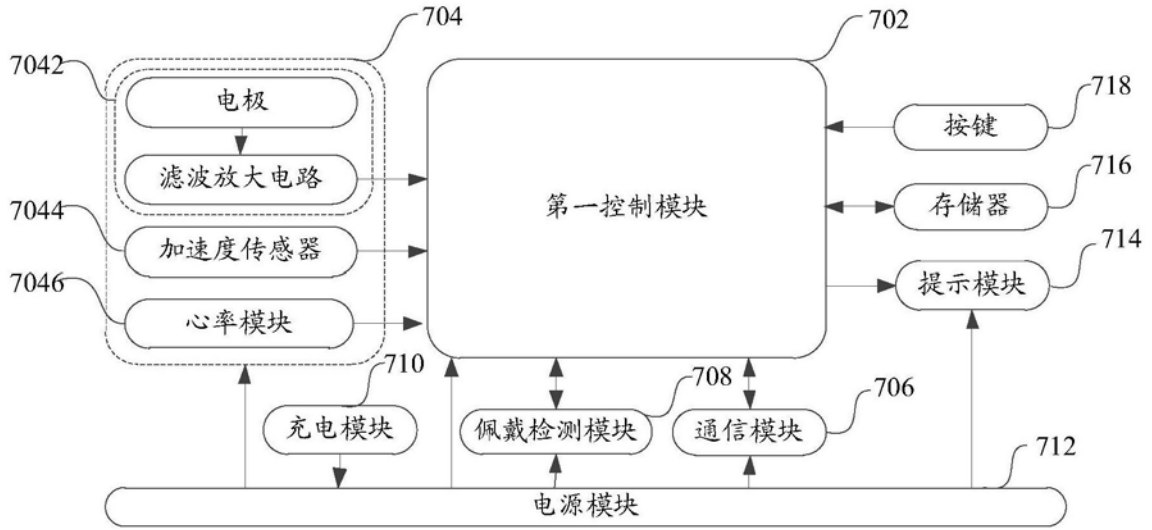 704
702
7042
电极
718
按键
滤波放大电路
716
7044
第一控制模块
存储器
加速度传感器
714
7046
提示模块
心率模块
710
708
706
充电模块
佩戴检测模块
通信模块
712
电源模块